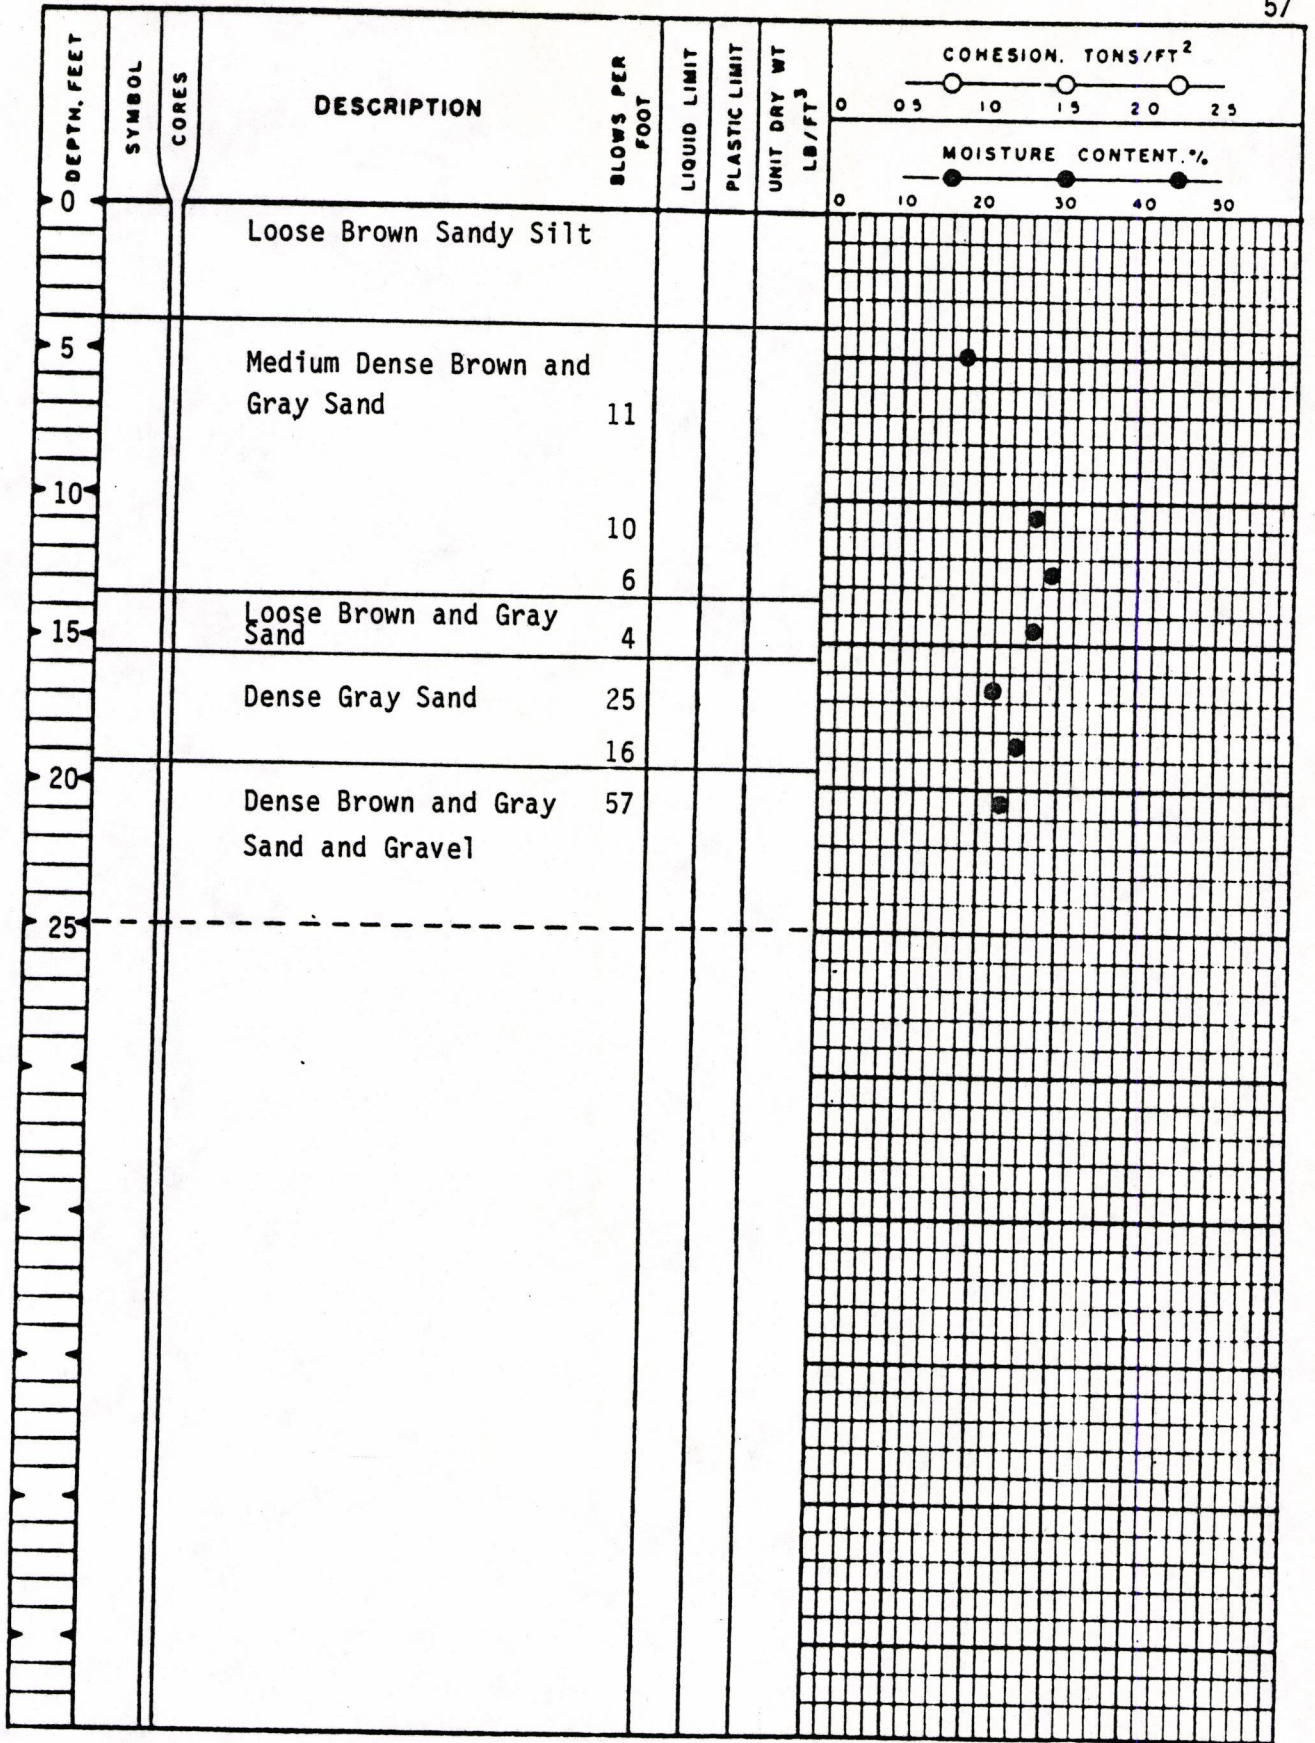 57
DEPTH, FEET
SYMBOL
CORES
DESCRIPTION
BLOWS PER
FOOT
LIQUID LIMIT
PLASTIC LIMIT
UNIT DRY WT
LB/FT3
COHESION, TONS/FT2
0 0.5 1.0 1.5 2.0 2.5
MOISTURE CONTENT, %
0 10 20 30 40 50
0
Loose Brown Sandy Silt
5
Medium Dense Brown and
Gray Sand 11
10
10
6
Loose Brown and Gray
15 Sand 4
Dense Gray Sand 25
16
20
Dense Brown and Gray 57
Sand and Gravel
25